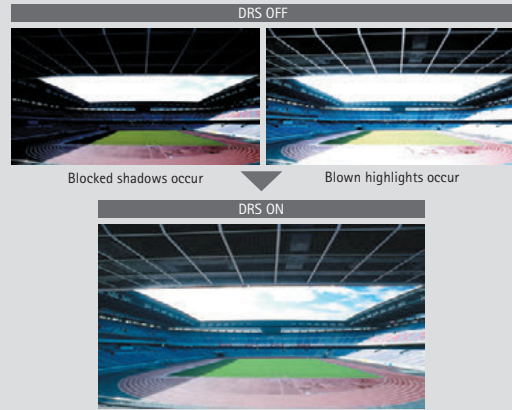 DRS OFF
Blocked shadows occur
Blown highlights occur
DRS ON